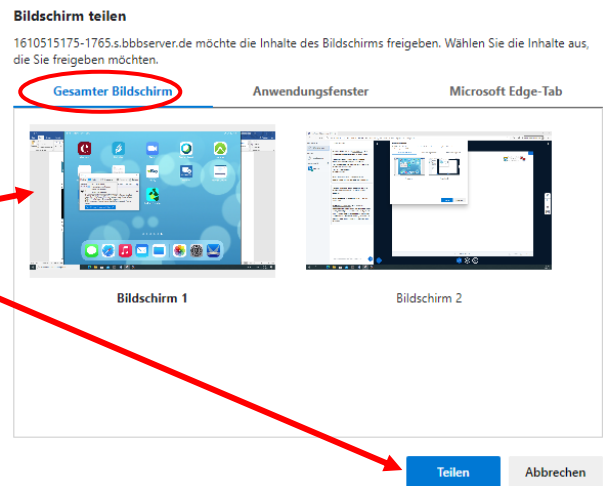 Bildschirm teilen
1610515175-1765.s.bbbserver.de möchte die Inhalte des Bildschirms freigeben. Wählen Sie die Inhalte aus,
die Sie freigeben möchten.
Gesamter Bildschirm Anwendungsfenster Microsoft Edge-Tab
Bildschirm 1 Bildschirm 2
Teilen Abbrechen